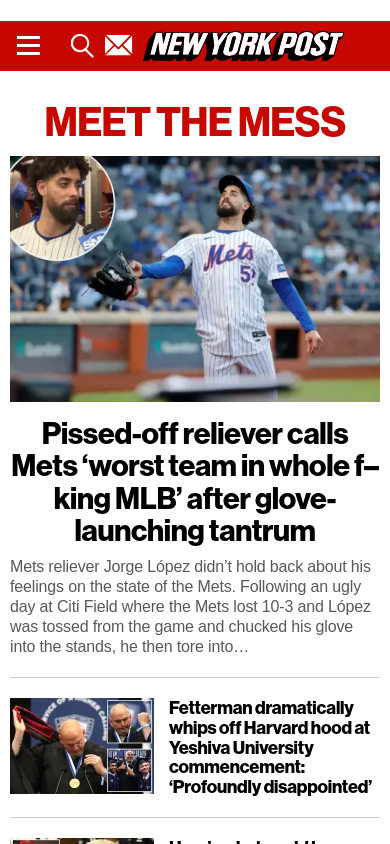 NEW YORK POST
MEET THE MESS
Mets
Pissed-off reliever calls
Mets ‘worst team in whole f–
king MLB’ after glove-
launching tantrum
Mets reliever Jorge López didn’t hold back about his
feelings on the state of the Mets. Following an ugly
day at Citi Field where the Mets lost 10-3 and López
was tossed from the game and chucked his glove
into the stands, he then tore into…
Fetterman dramatically
whips off Harvard hood at
Yeshiva University
commencement:
‘Profoundly disappointed’